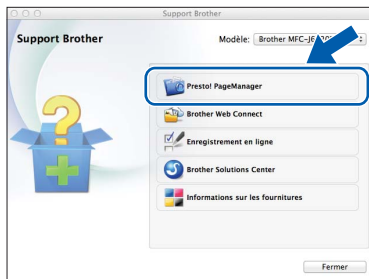 Support Brother
Support Brother
Modèle:
Presto! PageManager
Brother Web Connect
Enregistrement en ligne
Brother Solutions Center
Informations sur les fournitures
Fermer